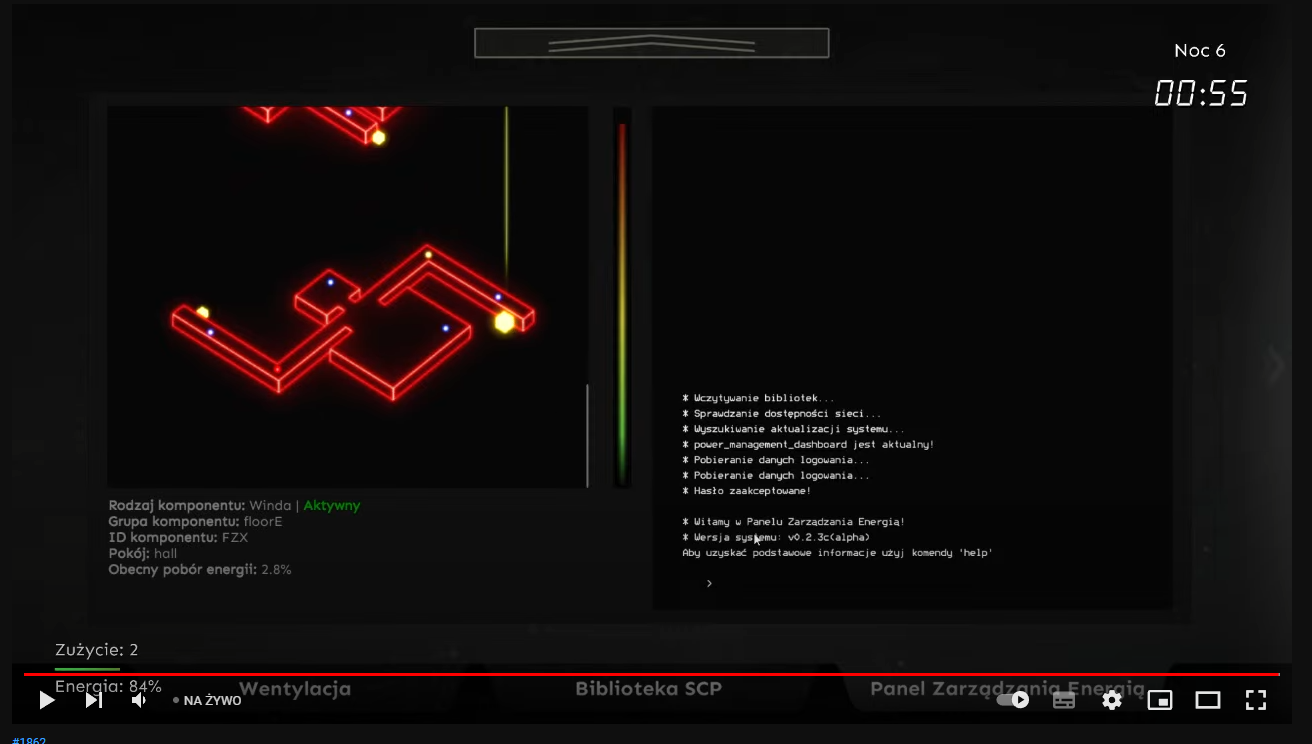 Noc 6
00:55
* Wczytywanie bibliotek...
* Sprawdzanie dostępności sieci...
* Wyszukiwanie aktualizacji systemu...
* power_management_dashboard jest aktualny!
* Pobieranie danych logowania...
* Pobieranie danych logowania...
* Hasło zaakceptowane!
* Witamy w Panelu Zarządzania Energią!
* Wersja systemu: v0.2.3c(alpha)
Aby uzyskać podstawowe informacje użyj komendy 'help'
>
Rodzaj komponentu: Winda | Aktywny
Grupa komponentu: floorE
ID komponentu: FZX
Pokój: hall
Obecny pobór energii: 2.8%
Zużycie: 2
Energia: 84%
Wentylacja
Biblioteka SCP
Panel Zarządzania Energią
NA ŻYWO
#1862